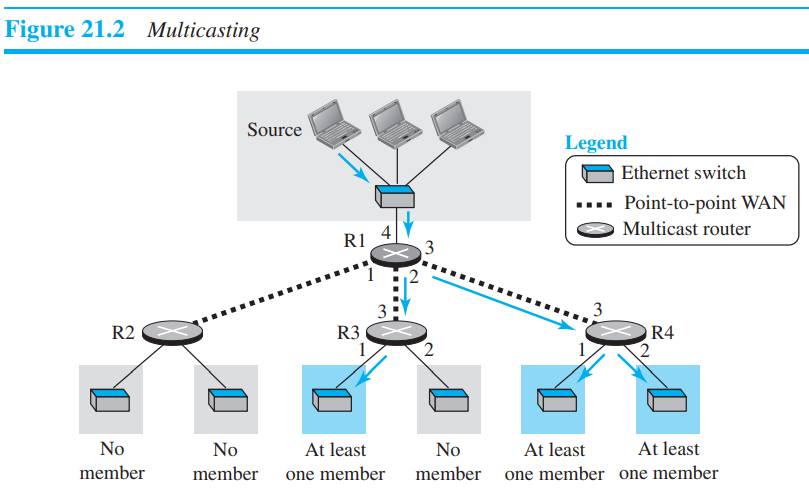 Figure 21.2 Multicasting
Source
Legend
Ethernet switch
Point-to-point WAN
Multicast router
R1
4
3
1
2
R2
R3
3
1
2
R4
3
1
2
No
member
No
member
At least
one member
No
member
At least
one member
At least
one member